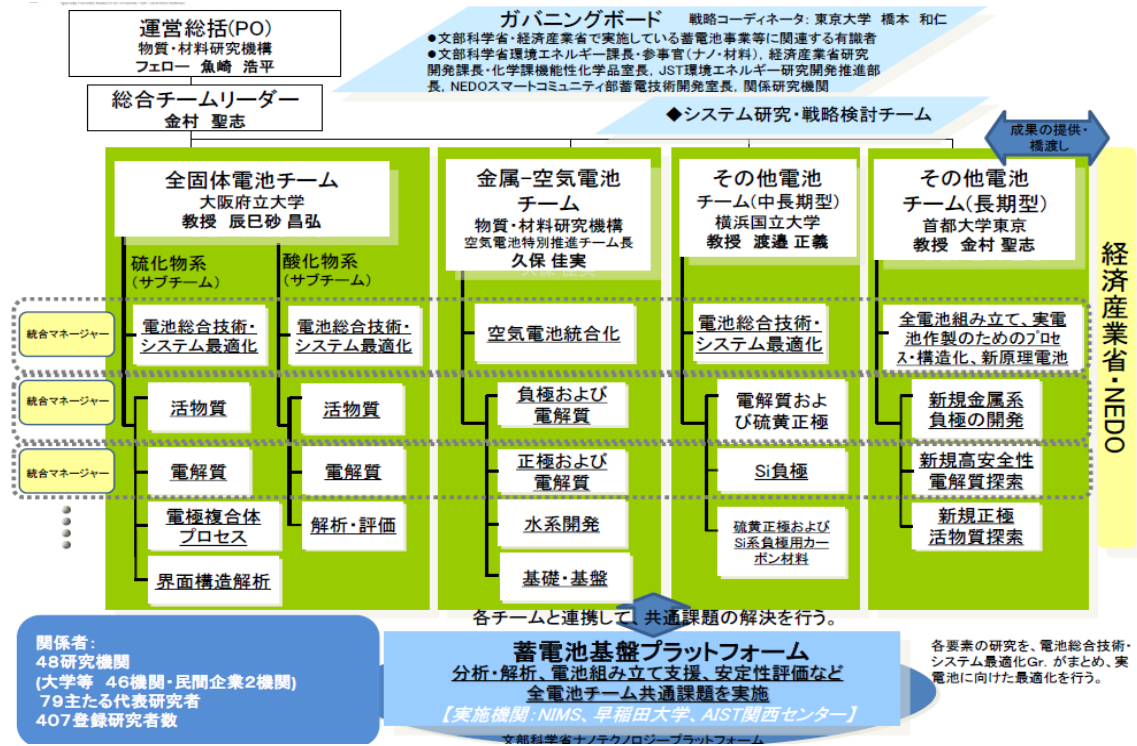 運営総括(PO)
物質・材料研究機構
フェロー 魚崎 浩平
総合チームリーダー
金村 聖志
ガバニングボード 戦略コーディネータ: 東京大学 橋本 和仁
●文部科学省・経済産業省で実施している蓄電池事業等に関連する有識者
●文部科学省環境エネルギー課長・参事官(ナノ・材料), 経済産業省研究
開発課長・化学課機能性化学品室長, JST環境エネルギー研究開発推進部
長, NEDOスマートコミュニティ部蓄電技術開発室長, 関係研究機関
◆システム研究・戦略検討チーム
成果の提供・
橋渡し
経済産業省・NEDO
全固体電池チーム
大阪府立大学
教授 辰巳砂 昌弘
硫化物系
(サブチーム)
酸化物系
(サブチーム)
金属-空気電池
チーム
物質・材料研究機構
空気電池特別推進チーム長
久保 佳実
その他電池
チーム(中長期型)
横浜国立大学
教授 渡邉 正義
その他電池
チーム(長期型)
首都大学東京
教授 金村 聖志
統合マネージャー
電池総合技術・
システム最適化
電池総合技術・
システム最適化
空気電池統合化
電池総合技術・
システム最適化
全電池組み立て、実電
池作製のためのプロセ
ス・構造化、新原理電池
統合マネージャー
活物質
活物質
負極および
電解質
電解質およ
び硫黄正極
新規金属系
負極の開発
統合マネージャー
電解質
電解質
正極および
電解質
Si負極
新規高安全性
電解質探索
電極複合体
プロセス
解析・評価
水系開発
硫黄正極および
Si系負極用カー
ボン材料
新規正極
活物質探索
界面構造解析
基礎・基盤
各チームと連携して、共通課題の解決を行う。
関係者:
48研究機関
(大学等 46機関・民間企業2機関)
79主たる代表研究者
407登録研究者数
蓄電池基盤プラットフォーム
分析・解析、電池組み立て支援、安定性評価など
全電池チーム共通課題を実施
【実施機関:NIMS、早稲田大学、AIST関西センター】
文部科学省ナノテクノロジープラットフォーム
各要素の研究を、電池総合技術・
システム最適化Gr. がまとめ、実
電池に向けた最適化を行う。